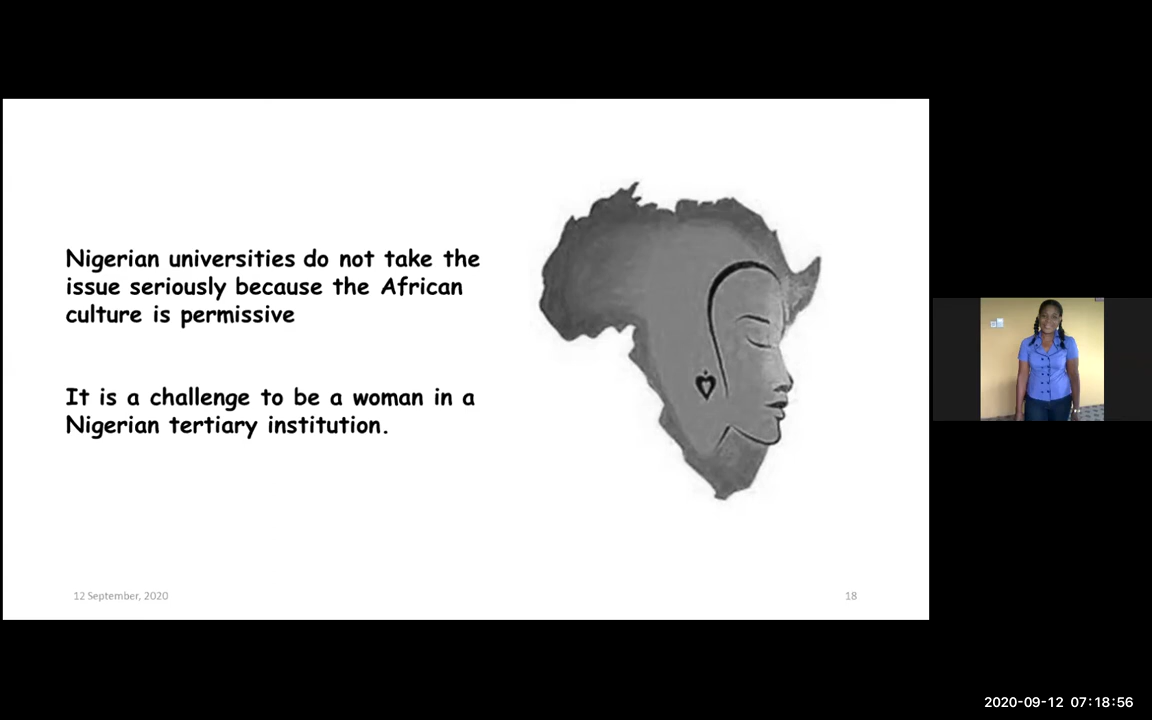 Nigerian universities do not take the
issue seriously because the African
culture is permissive
It is a challenge to be a woman in a
Nigerian tertiary institution.
12 September, 2020
18
2020-09-12 07:18:56